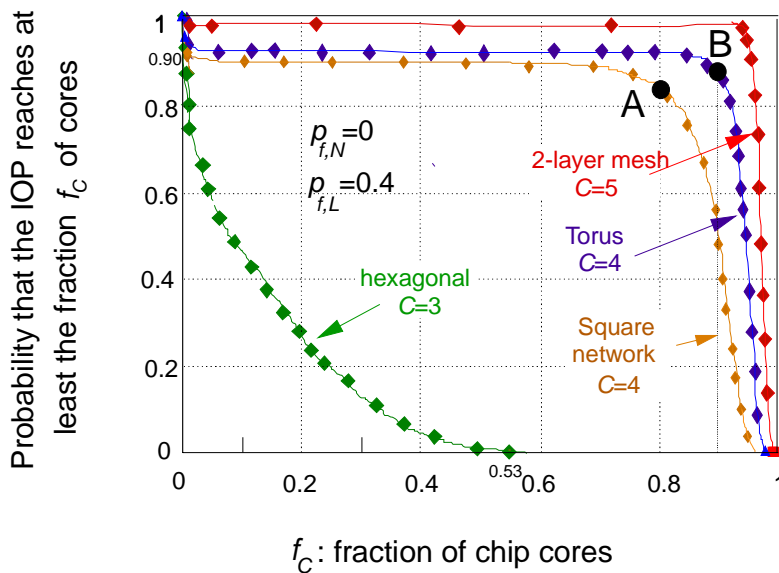 Probability that the IOP reaches at
least the fraction f_C of cores
1
0.90
0.8
0.6
0.4
0.2
0
p_{f,N}=0
p_{f,L}=0.4
A
B
2-layer mesh
C=5
Torus
C=4
hexagonal
C=3
Square
network
C=4
0.53
0
0.2
0.4
0.6
0.8
1
f_C: fraction of chip cores